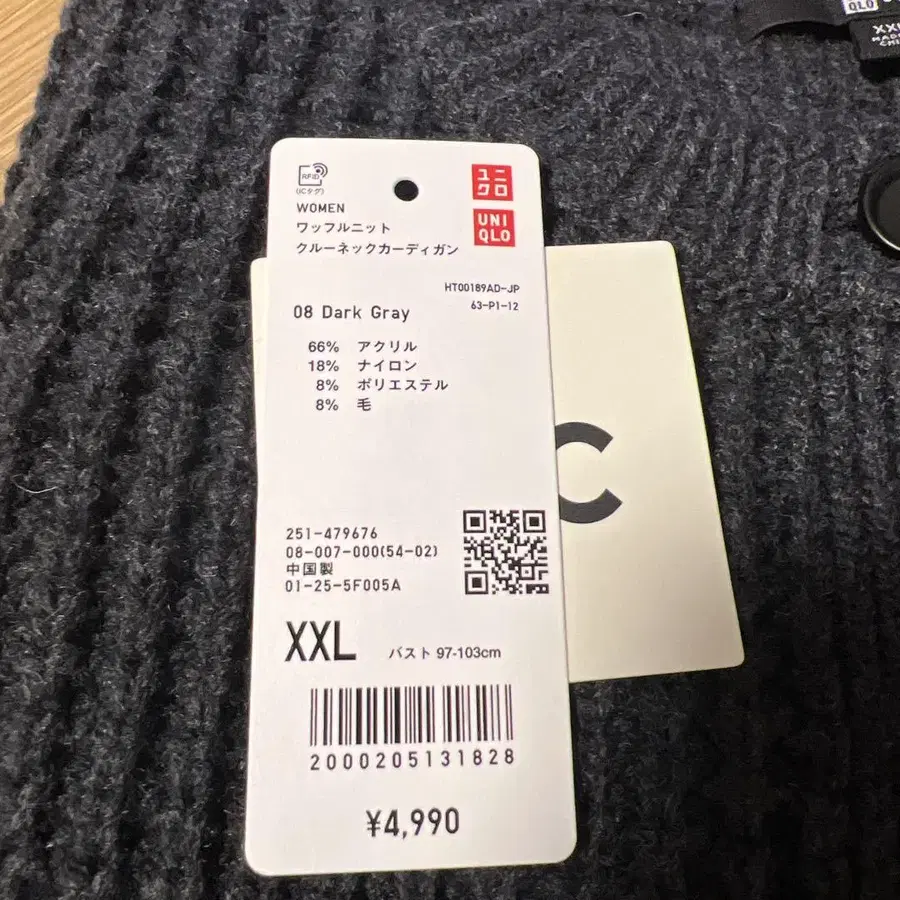 QLO
XXL
MADE
CHI
RFID
(ICタグ)
ユニ
クロ
UNI
QLO
WOMEN
ワッフルニット
クルーネックカーディガン
HT00189AD-JP
63-P1-12
08 Dark Gray
66% アクリル
18% ナイロン
8% ポリエステル
8% 毛
C
251-479676
08-007-000(54-02)
中国製
01-25-5F005A
XXL バスト 97-103cm
2000205131828
¥4,990